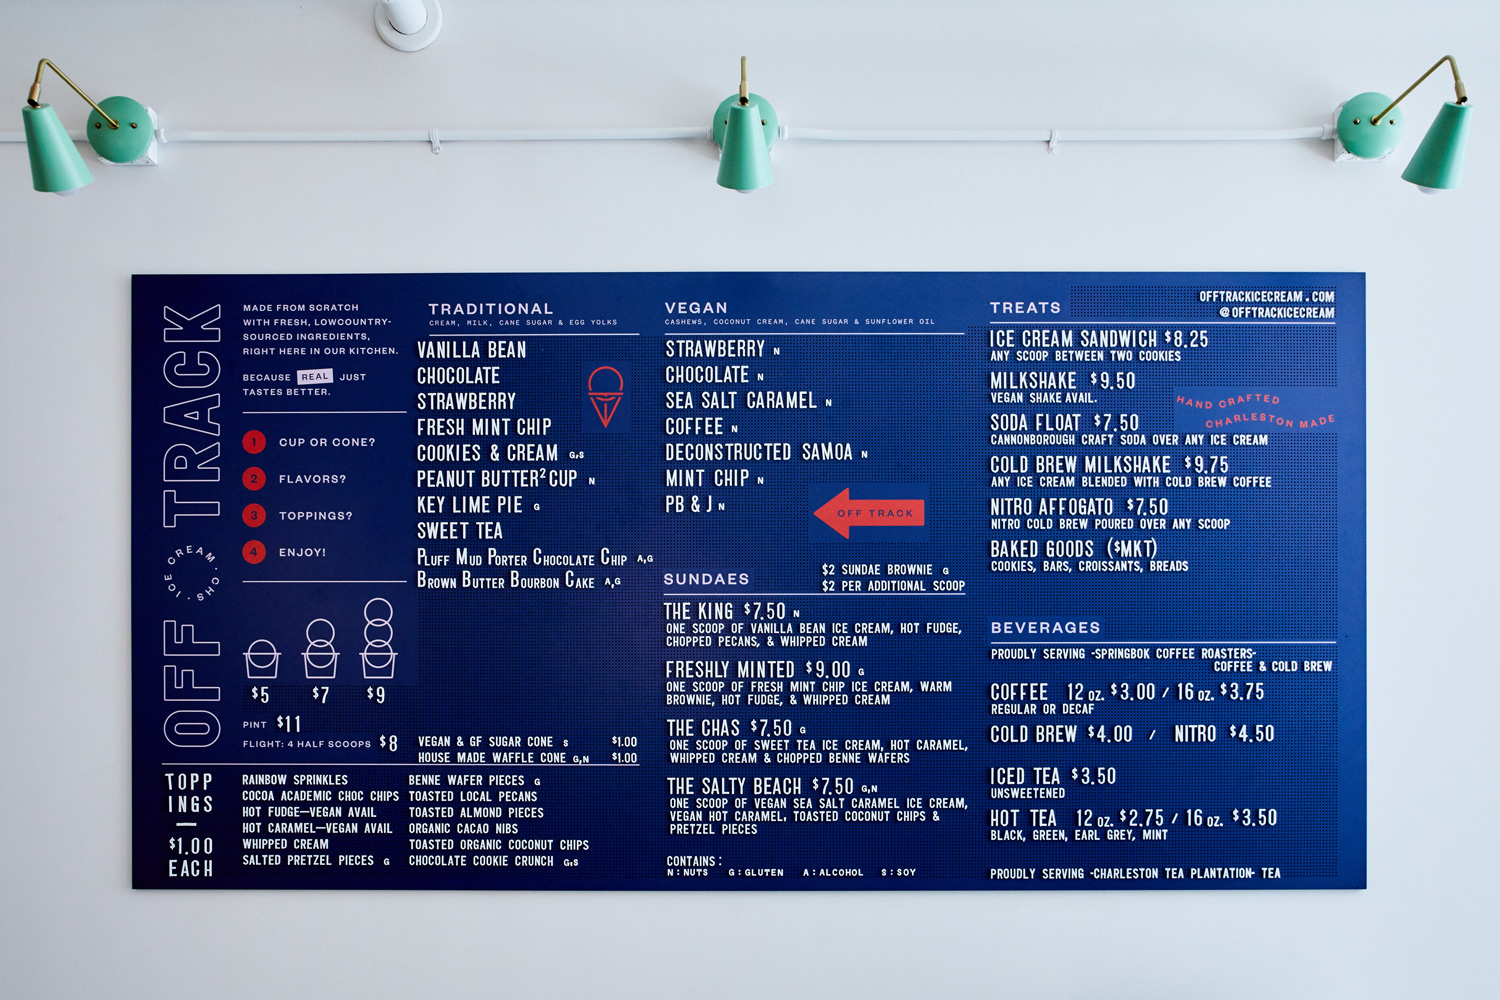 OFF TRACK
ICE CREAM. CHS.
MADE FROM SCRATCH
WITH FRESH, LOWCOUNTRY-
SOURCED INGREDIENTS,
RIGHT HERE IN OUR KITCHEN.
BECAUSE REAL JUST
TASTES BETTER.
1 CUP OR CONE?
2 FLAVORS?
3 TOPPINGS?
4 ENJOY!
$5 $7 $9
PINT $11
FLIGHT: 4 HALF SCOOPS $8
TRADITIONAL
CREAM, MILK, CANE SUGAR & EGG YOLKS
VANILLA BEAN
CHOCOLATE
STRAWBERRY
FRESH MINT CHIP
COOKIES & CREAM G,S
PEANUT BUTTER² CUP N
KEY LIME PIE G
SWEET TEA
PLUFF MUD PORTER CHOCOLATE CHIP A,G
BROWN BUTTER BOURBON CAKE A,G
VEGAN & GF SUGAR CONE S $1.00
HOUSE MADE WAFFLE CONE G,N $1.00
TOPP
INGS
—
$1.00
EACH
RAINBOW SPRINKLES
COCOA ACADEMIC CHOC CHIPS
HOT FUDGE—VEGAN AVAIL
HOT CARAMEL—VEGAN AVAIL
WHIPPED CREAM
SALTED PRETZEL PIECES G
BENNE WAFER PIECES G
TOASTED LOCAL PECANS
TOASTED ALMOND PIECES
ORGANIC CACAO NIBS
TOASTED ORGANIC COCONUT CHIPS
CHOCOLATE COOKIE CRUNCH G,S
VEGAN
CASHEWS, COCONUT CREAM, CANE SUGAR & SUNFLOWER OIL
STRAWBERRY N
CHOCOLATE N
SEA SALT CARAMEL N
COFFEE N
DECONSTRUCTED SAMOA N
MINT CHIP N
PB & J N
OFF TRACK
SUNDAES
$2 SUNDAE BROWNIE G
$2 PER ADDITIONAL SCOOP
THE KING $7.50 N
ONE SCOOP OF VANILLA BEAN ICE CREAM, HOT FUDGE,
CHOPPED PECANS, & WHIPPED CREAM
FRESHLY MINTED $9.00 G
ONE SCOOP OF FRESH MINT CHIP ICE CREAM, WARM
BROWNIE, HOT FUDGE, & WHIPPED CREAM
THE CHAS $7.50 G
ONE SCOOP OF SWEET TEA ICE CREAM, HOT CARAMEL,
WHIPPED CREAM & CHOPPED BENNE WAFERS
THE SALTY BEACH $7.50 G,N
ONE SCOOP OF VEGAN SEA SALT CARAMEL ICE CREAM,
VEGAN HOT CARAMEL, TOASTED COCONUT CHIPS &
PRETZEL PIECES
CONTAINS:
N:NUTS G:GLUTEN A:ALCOHOL S:SOY
OFFTRACKICECREAM.COM
@OFFTRACKICECREAM
TREATS
ICE CREAM SANDWICH $8.25
ANY SCOOP BETWEEN TWO COOKIES
MILKSHAKE $9.50
VEGAN SHAKE AVAIL.
HAND CRAFTED
CHARLESTON MADE
SODA FLOAT $7.50
CANNONBOROUGH CRAFT SODA OVER ANY ICE CREAM
COLD BREW MILKSHAKE $9.75
ANY ICE CREAM BLENDED WITH COLD BREW COFFEE
NITRO AFFOGATO $7.50
NITRO COLD BREW POURED OVER ANY SCOOP
BAKED GOODS ($MKT)
COOKIES, BARS, CROISSANTS, BREADS
BEVERAGES
PROUDLY SERVING -SPRINGBOK COFFEE ROASTERS-
COFFEE & COLD BREW
COFFEE 12 oz. $3.00 / 16 oz. $3.75
REGULAR OR DECAF
COLD BREW $4.00 / NITRO $4.50
ICED TEA $3.50
UNSWEETENED
HOT TEA 12 oz. $2.75 / 16 oz. $3.50
BLACK, GREEN, EARL GREY, MINT
PROUDLY SERVING -CHARLESTON TEA PLANTATION- TEA